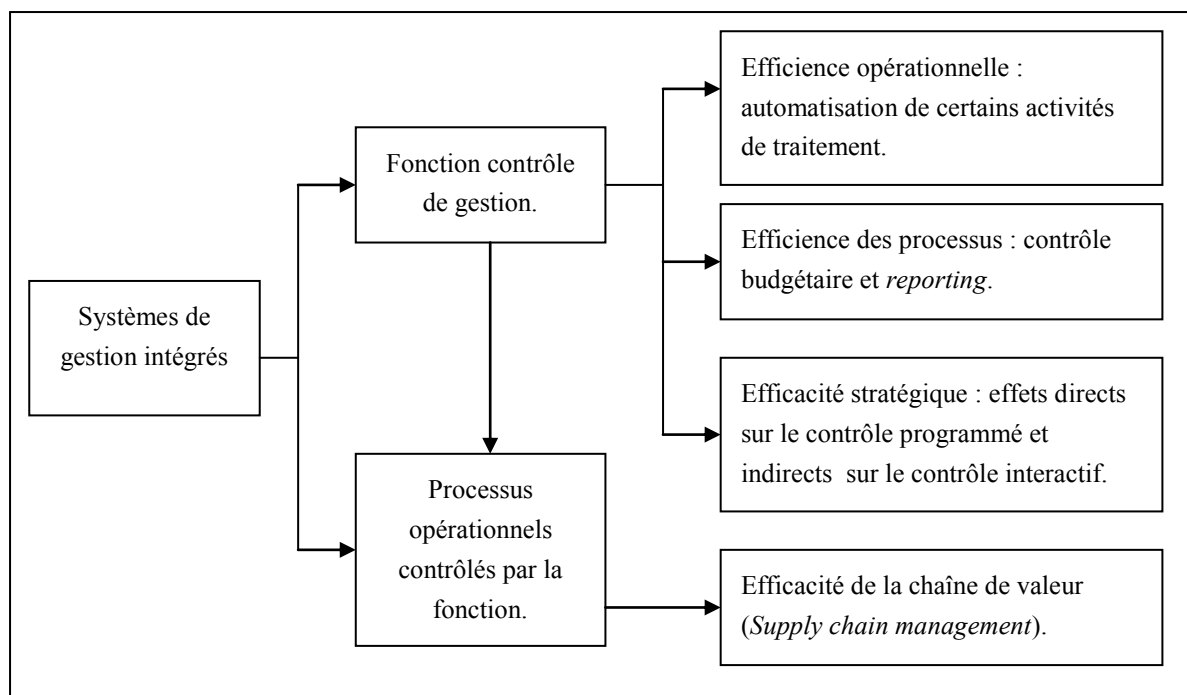 Systèmes de
gestion intégrés
Fonction contrôle
de gestion.
Processus
opérationnels
contrôlés par la
fonction.
Efficience opérationnelle :
automatisation de certains activités
de traitement.
Efficience des processus : contrôle
budgétaire et reporting.
Efficacité stratégique : effets directs
sur le contrôle programmé et
indirects sur le contrôle interactif.
Efficacité de la chaîne de valeur
(Supply chain management).